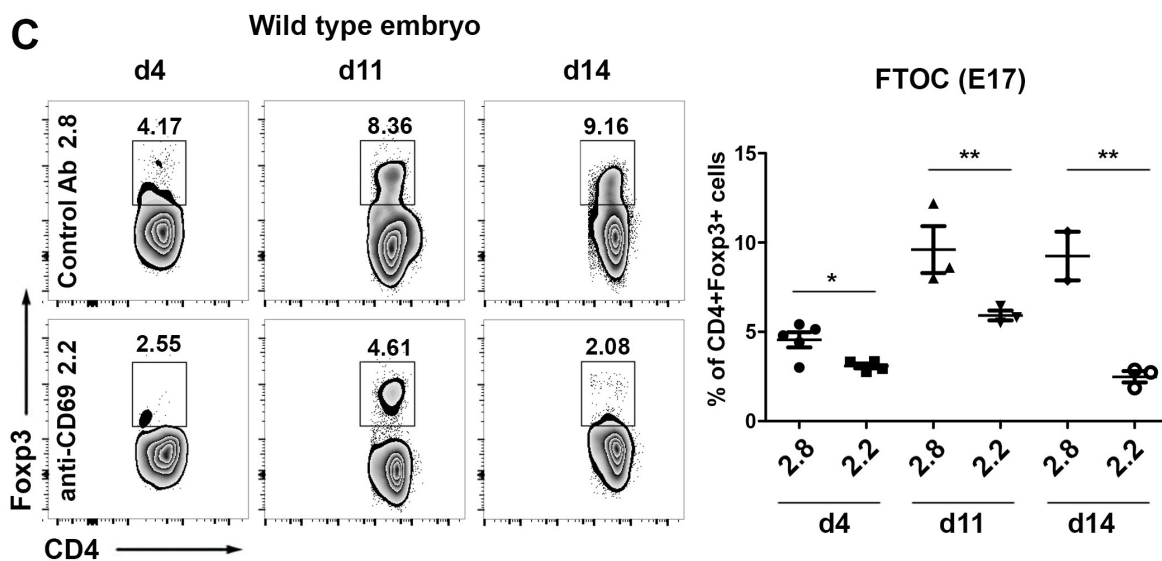 C
Wild type embryo
d4 d11 d14
Control Ab 2.8
4.17 8.36 9.16
anti-CD69 2.2
2.55 4.61 2.08
Foxp3
CD4
FTOC (E17)
% of CD4+Foxp3+ cells
15
10
5
0
* ** **
2.8 2.2 2.8 2.2 2.8 2.2
d4 d11 d14